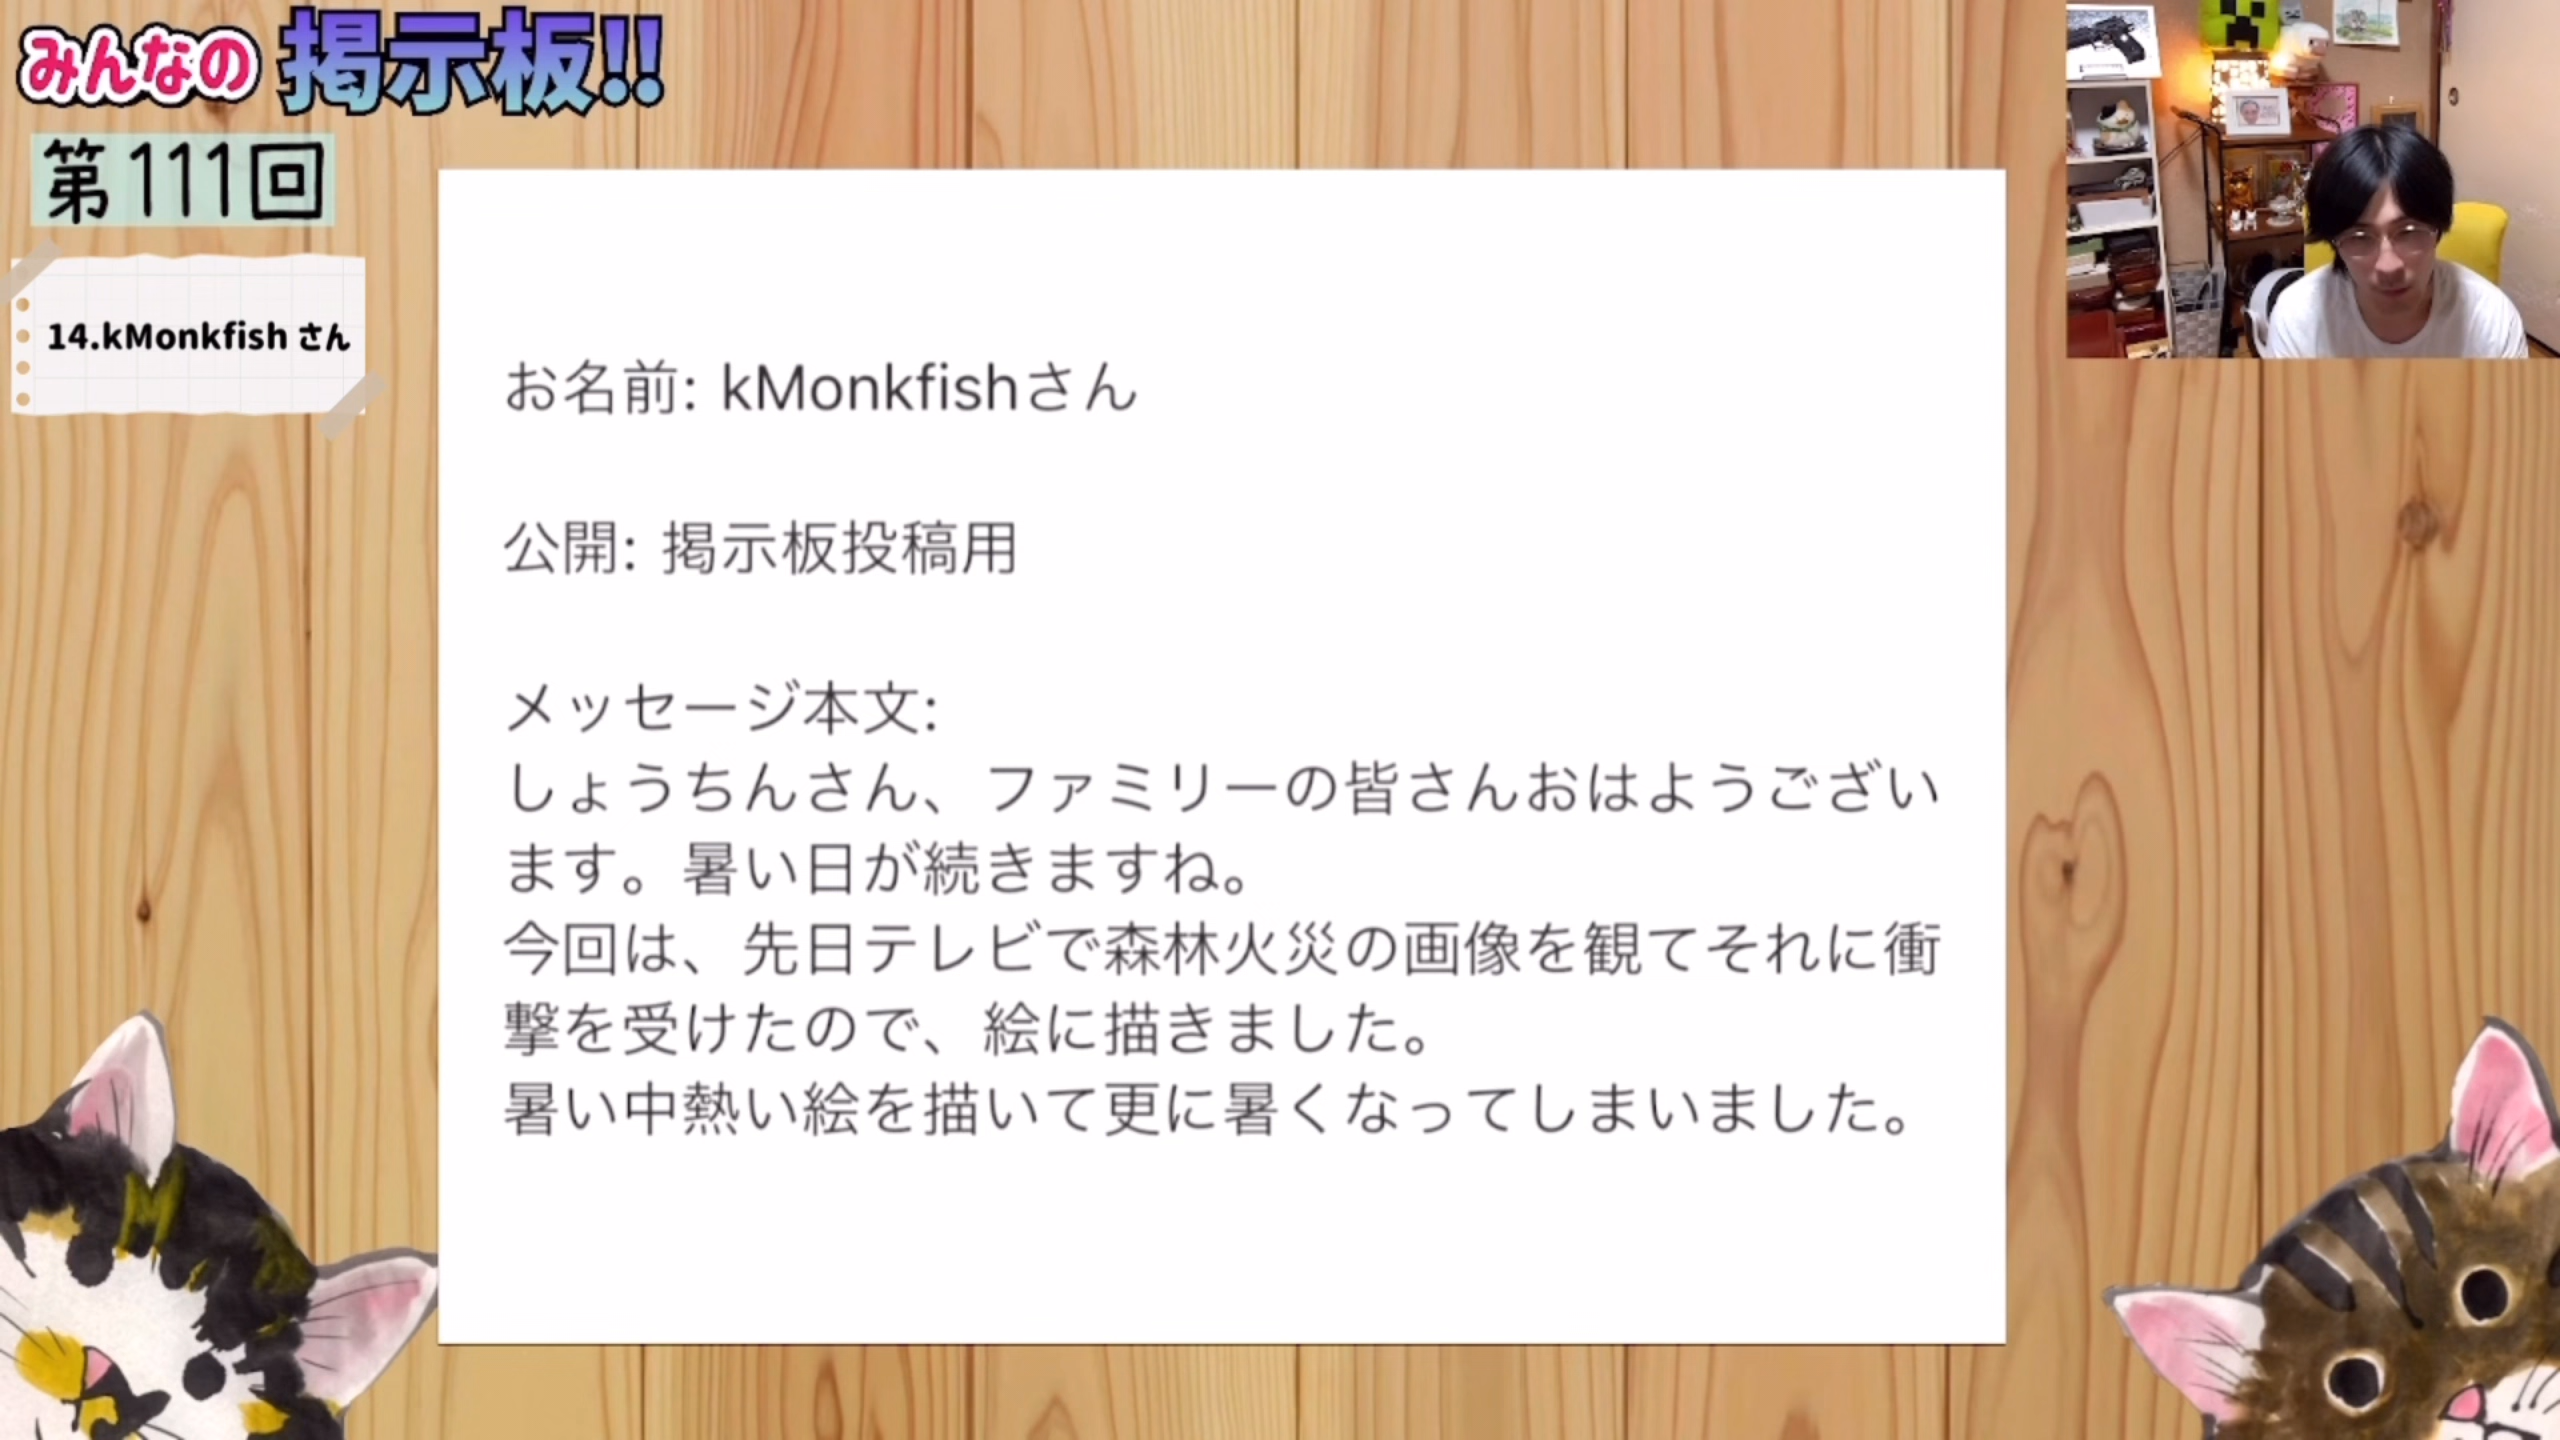 みんなの掲示板!!
第111回
14.kMonkfish さん
お名前: kMonkfishさん
公開: 掲示板投稿用
メッセージ本文:
しょうちんさん、ファミリーの皆さんおはようござい
ます。暑い日が続きますね。
今回は、先日テレビで森林火災の画像を観てそれに衝
撃を受けたので、絵に描きました。
暑い中熱い絵を描いて更に暑くなってしまいました。